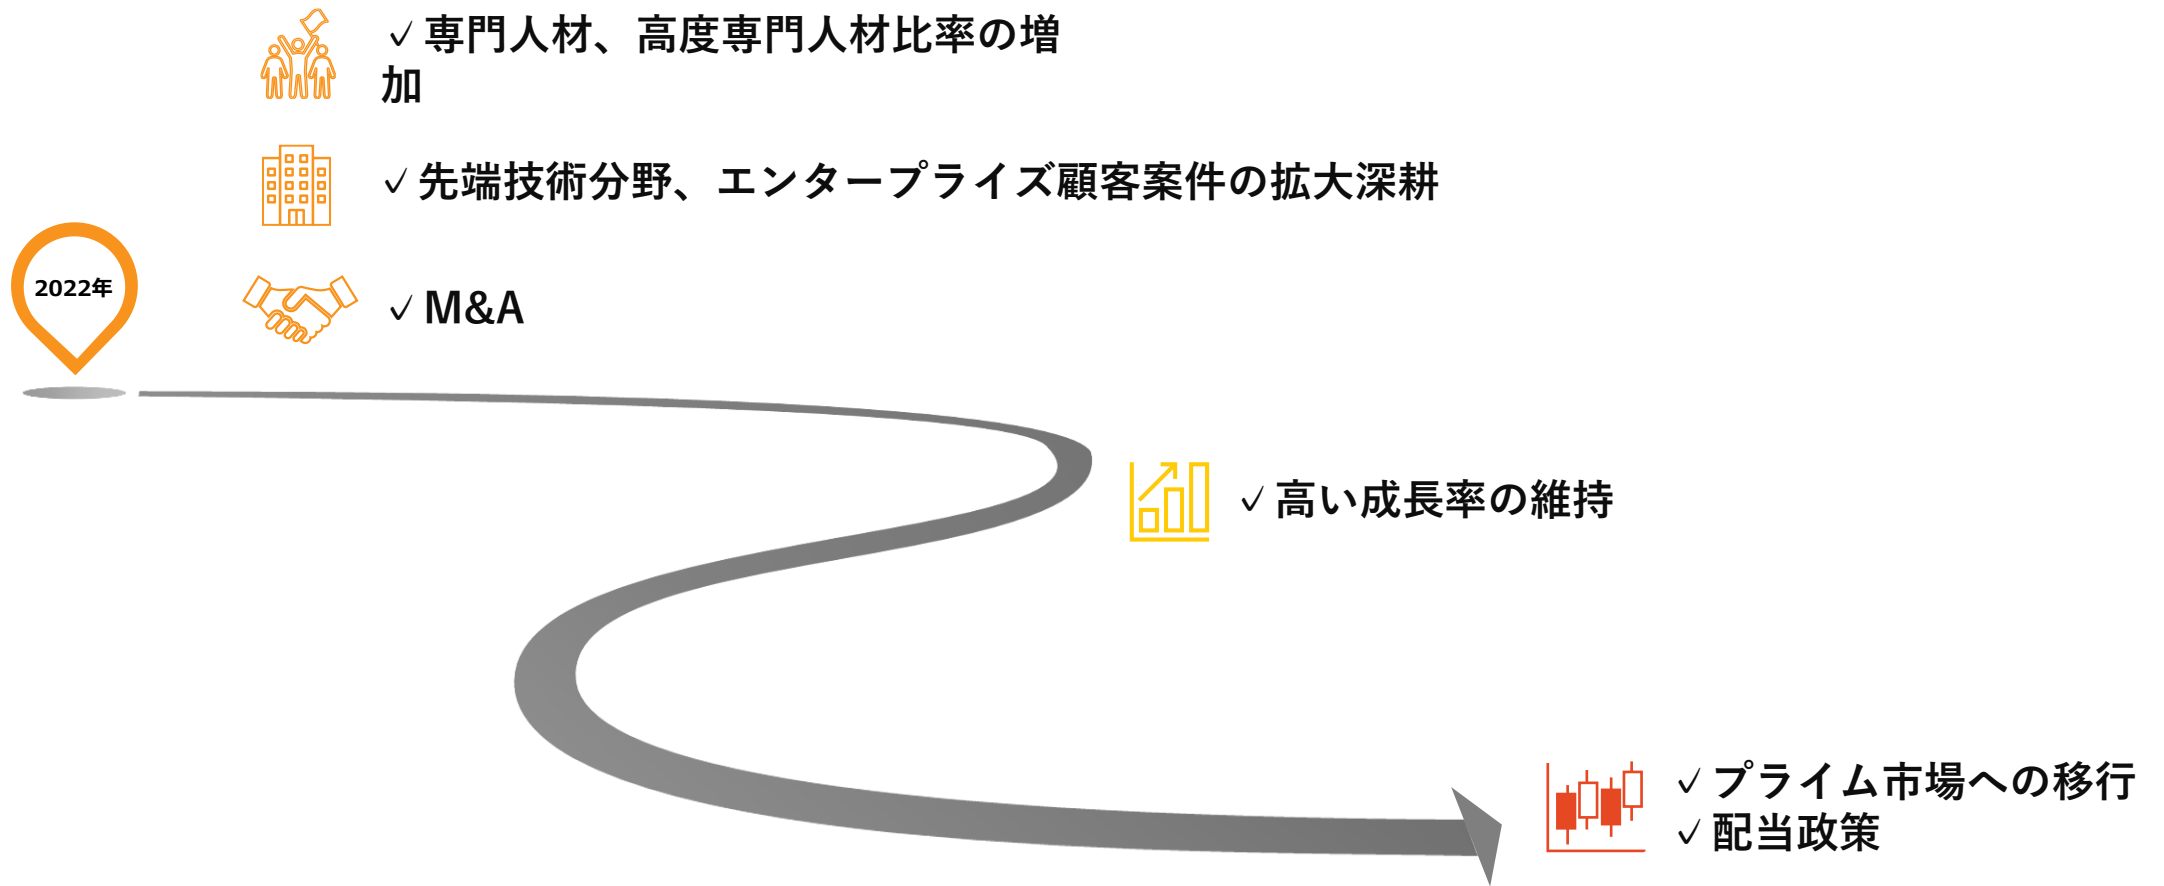 ✓専門人材、高度専門人材比率の増
加
✓先端技術分野、エンタープライズ顧客案件の拡大深耕
2022年
✓M&A
✓高い成長率の維持
✓プライム市場への移行
✓配当政策